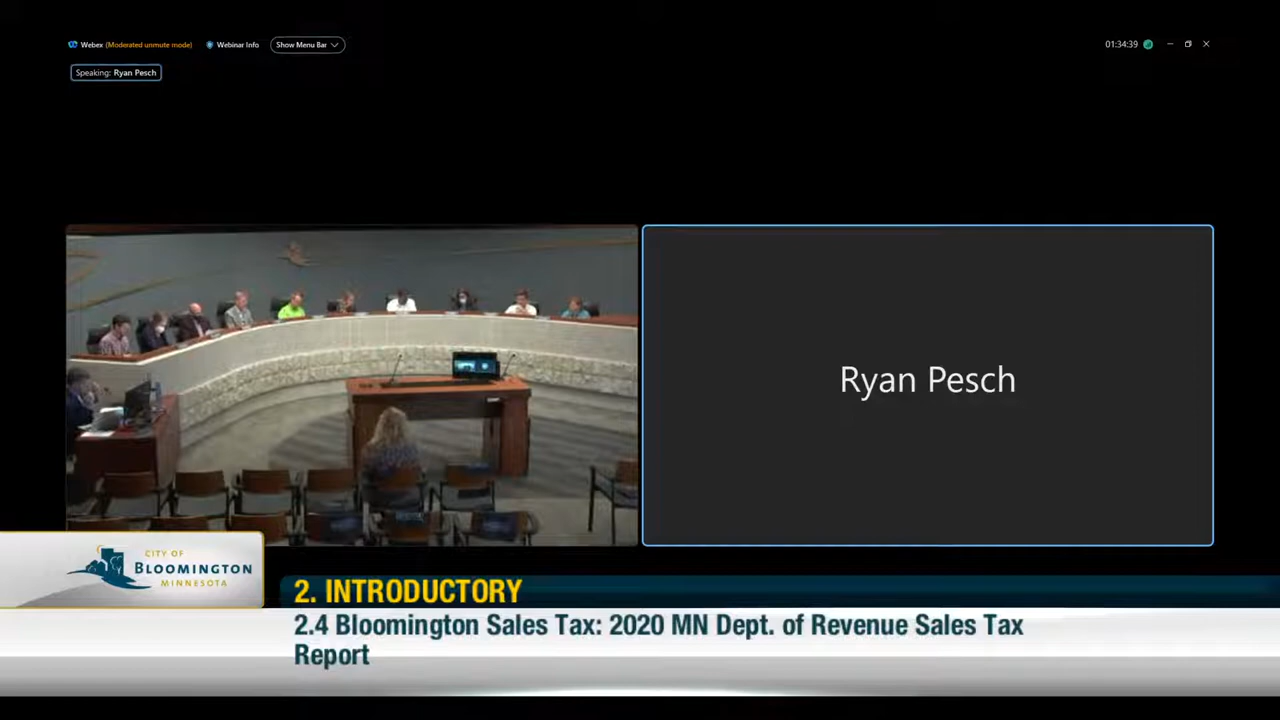 Webex (Moderated unmute mode) Webinar Info Show Menu Bar 01:34:39
Speaking: Ryan Pesch
Ryan Pesch
CITY OF
BLOOMINGTON
MINNESOTA
2. INTRODUCTORY
2.4 Bloomington Sales Tax: 2020 MN Dept. of Revenue Sales Tax
Report